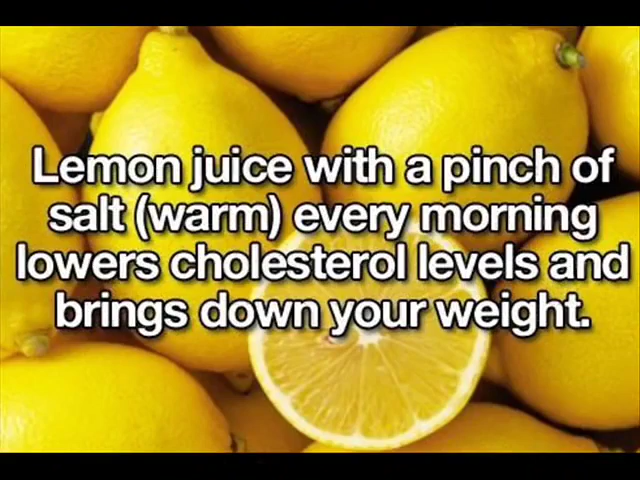 Lemon juice with a pinch of
salt (warm) every morning
lowers cholesterol levels and
brings down your weight.